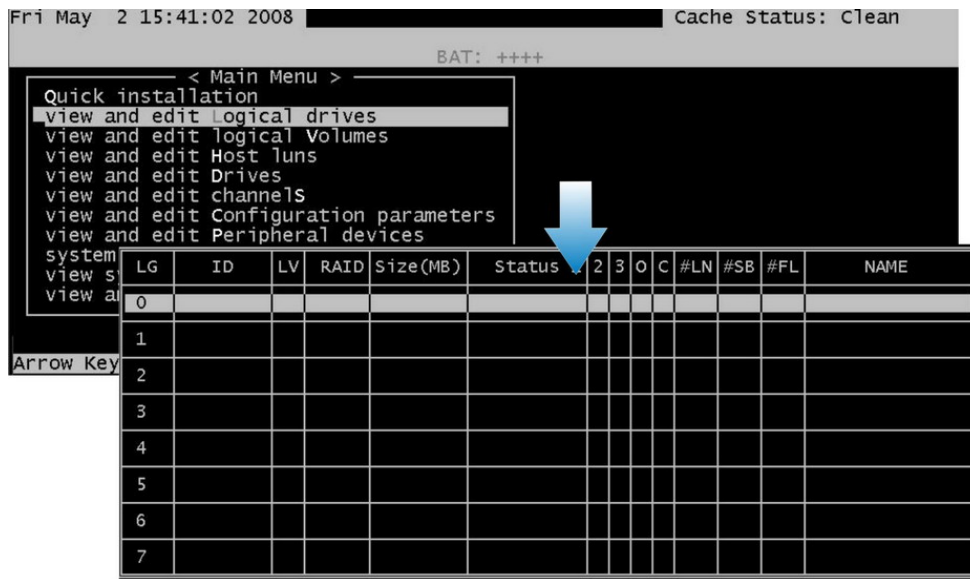 Fri May  2 15:41:02 2008 Cache Status: Clean
BAT: ++++
< Main Menu >
Quick installation
view and edit Logical drives
view and edit logical Volumes
view and edit Host luns
view and edit Drives
view and edit channelS
view and edit Configuration parameters
view and edit Peripheral devices
system
view
view
Arrow Key
LG ID LV RAID Size(MB) Status 2 3 O C #LN #SB #FL NAME
0
1
2
3
4
5
6
7